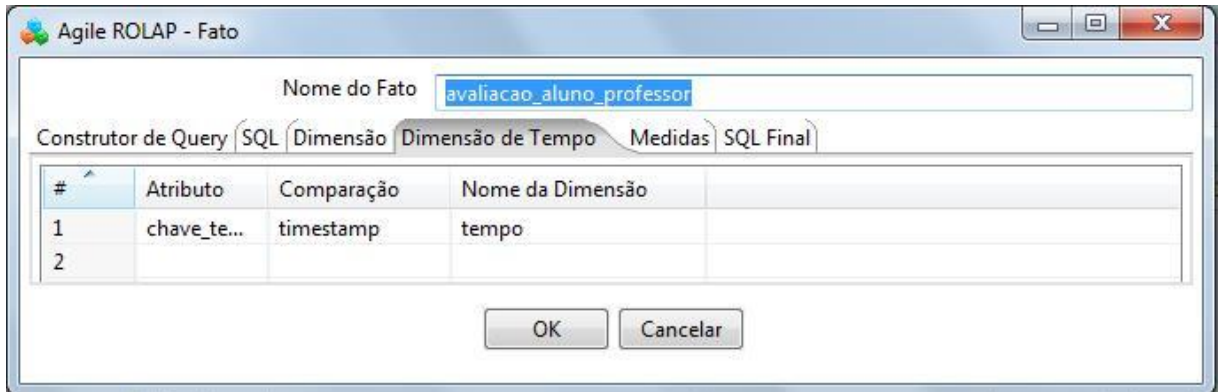 Agile ROLAP - Fato
Nome do Fato avaliacao_aluno_professor
Construtor de Query SQL Dimensão Dimensão de Tempo Medidas SQL Final
# Atributo Comparação Nome da Dimensão
1 chave_te... timestamp tempo
2
OK Cancelar